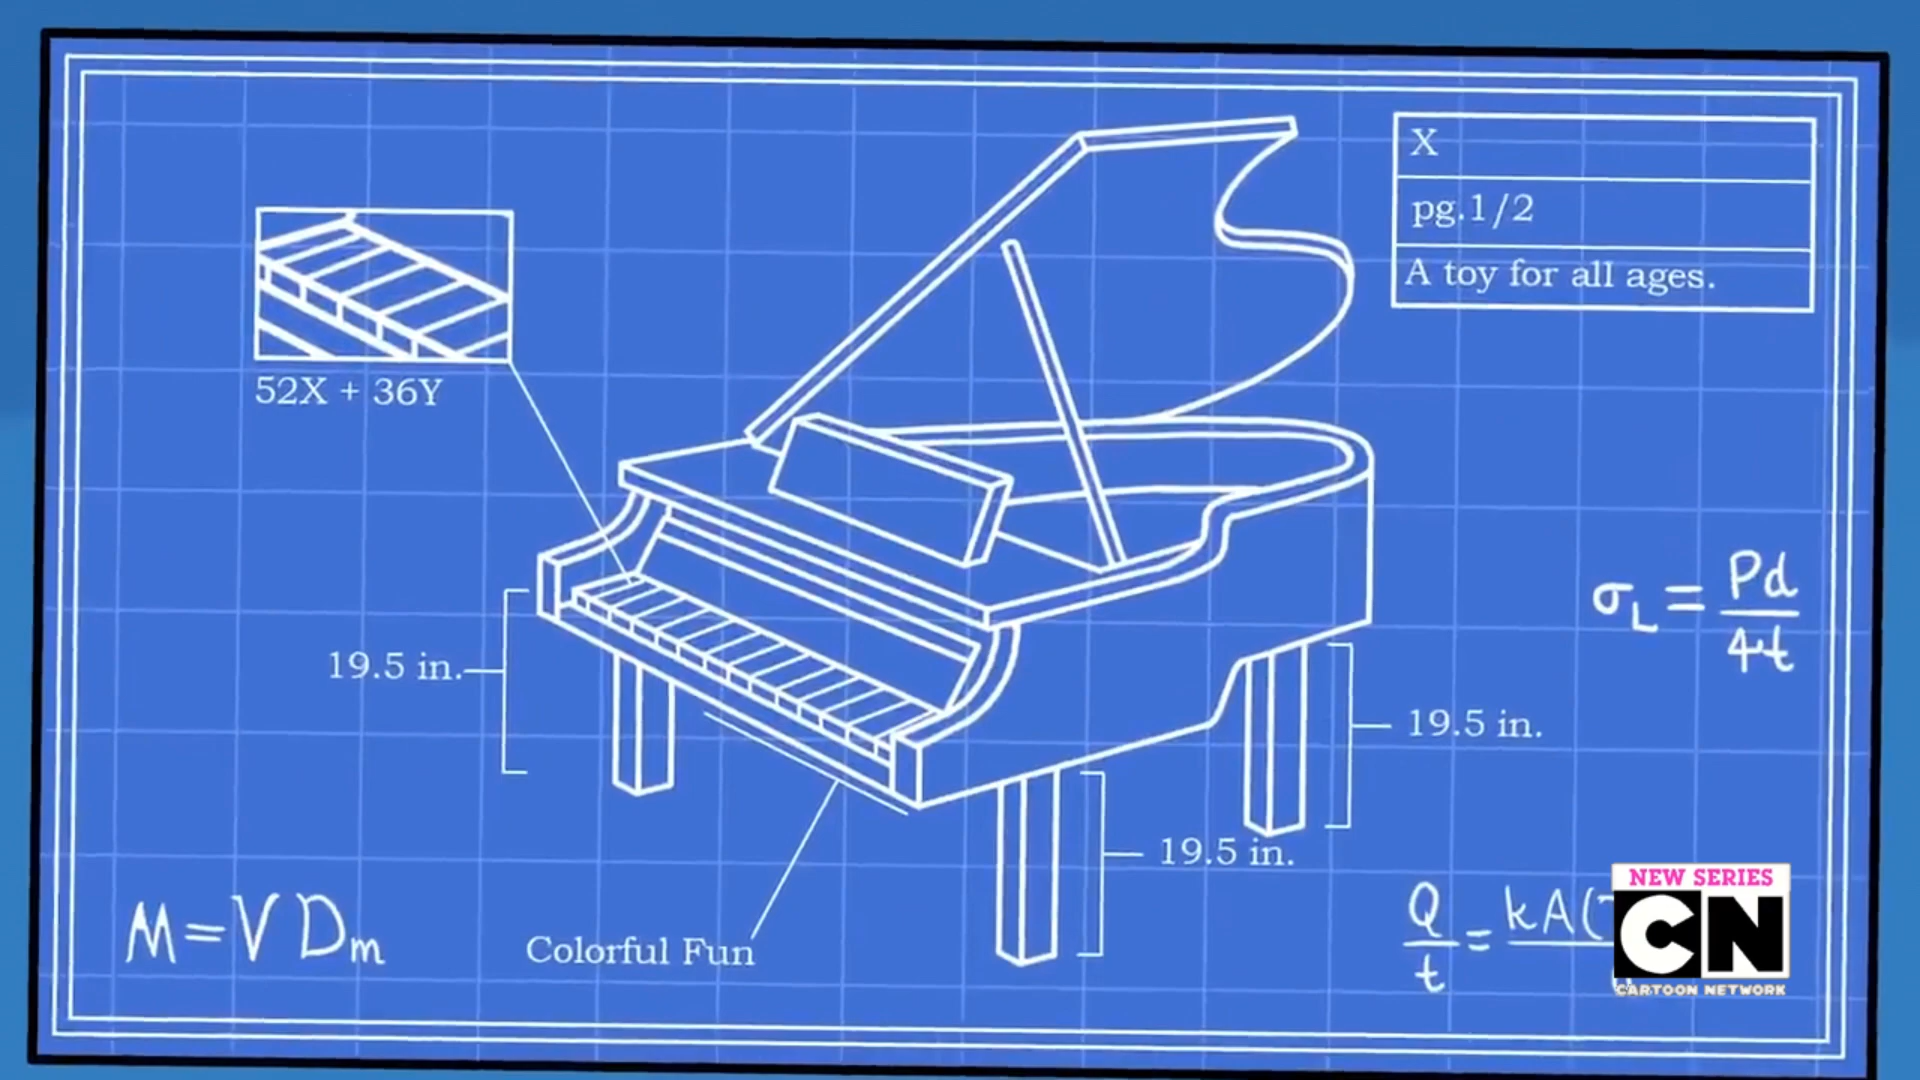 X
pg.1/2
A toy for all ages.
52X + 36Y
σL = Pd
4t
19.5 in.
19.5 in.
19.5 in.
M = V Dm
Colorful Fun
Q = kA(
t
NEW SERIES
CN
CARTOON NETWORK